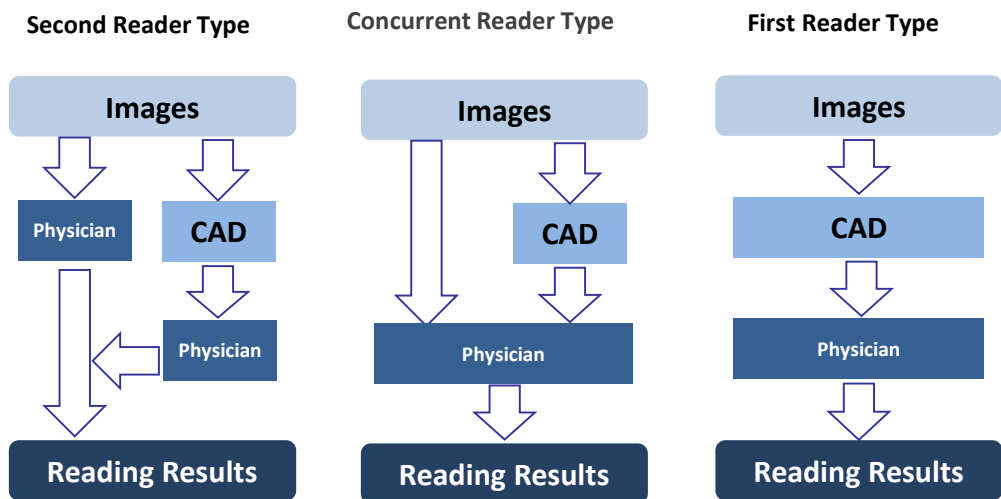 Second Reader Type
Images
Physician
CAD
Physician
Reading Results
Concurrent Reader Type
Images
CAD
Physician
Reading Results
First Reader Type
Images
CAD
Physician
Reading Results